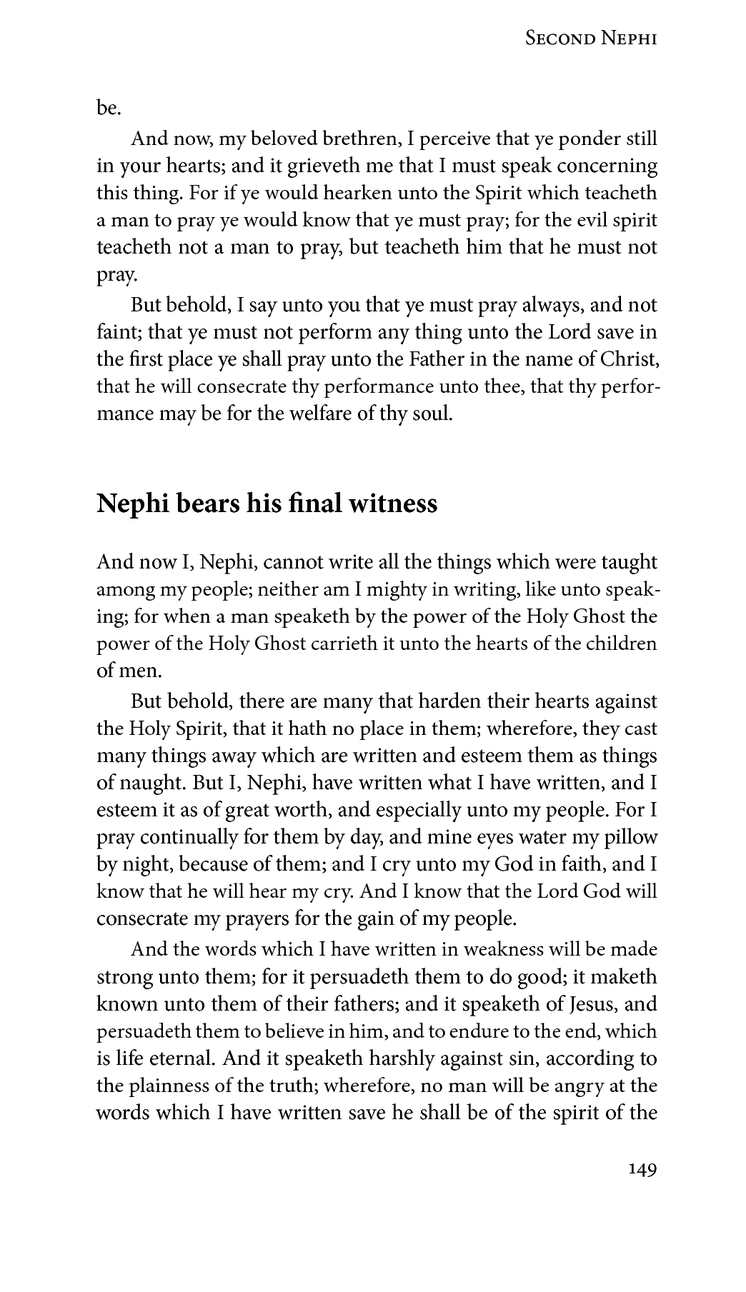 Second Nephi
be.
And now, my beloved brethren, I perceive that ye ponder still
in your hearts; and it grieveth me that I must speak concerning
this thing. For if ye would hearken unto the Spirit which teacheth
a man to pray ye would know that ye must pray; for the evil spirit
teacheth not a man to pray, but teacheth him that he must not
pray.
But behold, I say unto you that ye must pray always, and not
faint; that ye must not perform any thing unto the Lord save in
the first place ye shall pray unto the Father in the name of Christ,
that he will consecrate thy performance unto thee, that thy perfor-
mance may be for the welfare of thy soul.
Nephi bears his final witness
And now I, Nephi, cannot write all the things which were taught
among my people; neither am I mighty in writing, like unto speak-
ing; for when a man speaketh by the power of the Holy Ghost the
power of the Holy Ghost carrieth it unto the hearts of the children
of men.
But behold, there are many that harden their hearts against
the Holy Spirit, that it hath no place in them; wherefore, they cast
many things away which are written and esteem them as things
of naught. But I, Nephi, have written what I have written, and I
esteem it as of great worth, and especially unto my people. For I
pray continually for them by day, and mine eyes water my pillow
by night, because of them; and I cry unto my God in faith, and I
know that he will hear my cry. And I know that the Lord God will
consecrate my prayers for the gain of my people.
And the words which I have written in weakness will be made
strong unto them; for it persuadeth them to do good; it maketh
known unto them of their fathers; and it speaketh of Jesus, and
persuadeth them to believe in him, and to endure to the end, which
is life eternal. And it speaketh harshly against sin, according to
the plainness of the truth; wherefore, no man will be angry at the
words which I have written save he shall be of the spirit of the
149